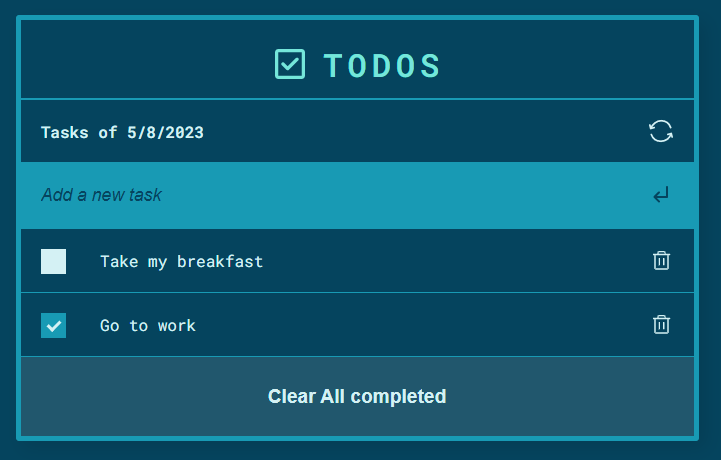 TODOS
Tasks of 5/8/2023
Add a new task
Take my breakfast
Go to work
Clear All completed